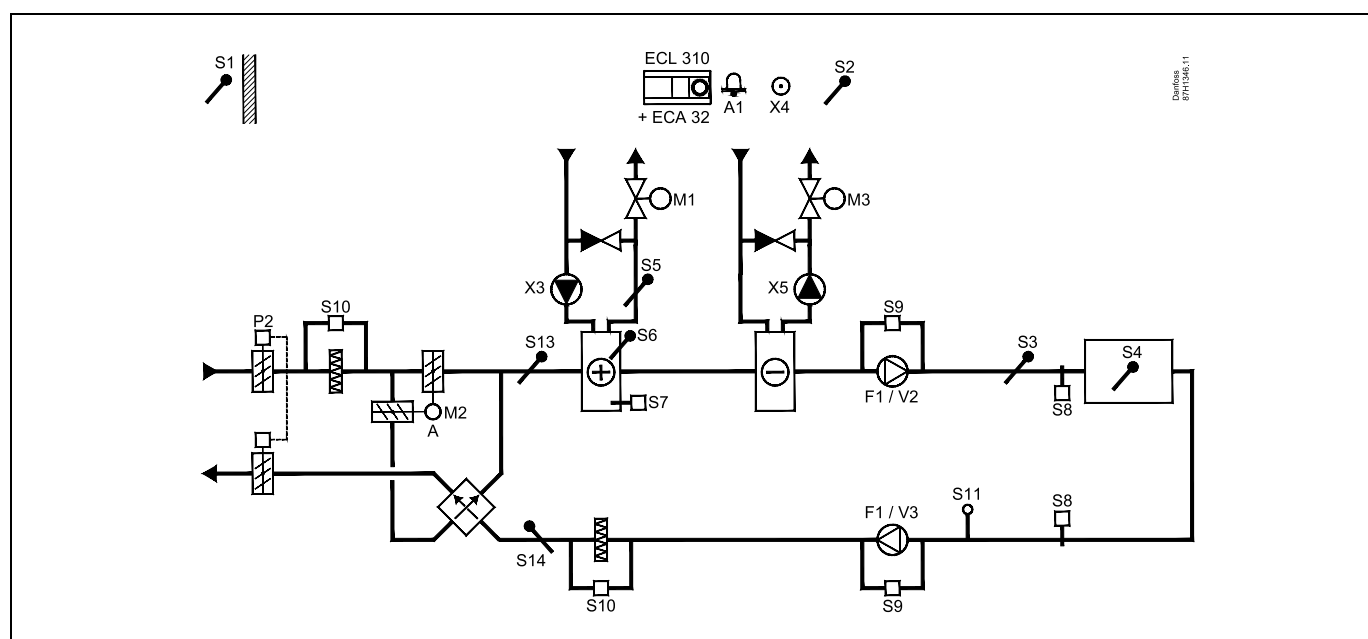 S1
ECL 310
S2
Danfoss
87H1346.11
A1
X4
+ ECA 32
M1
M3
S5
X3
X5
S10
S9
P2
S6
S13
S3
S4
S7
F1 / V2
S8
M2
A
S11
S8
F1 / V3
S14
S10
S9